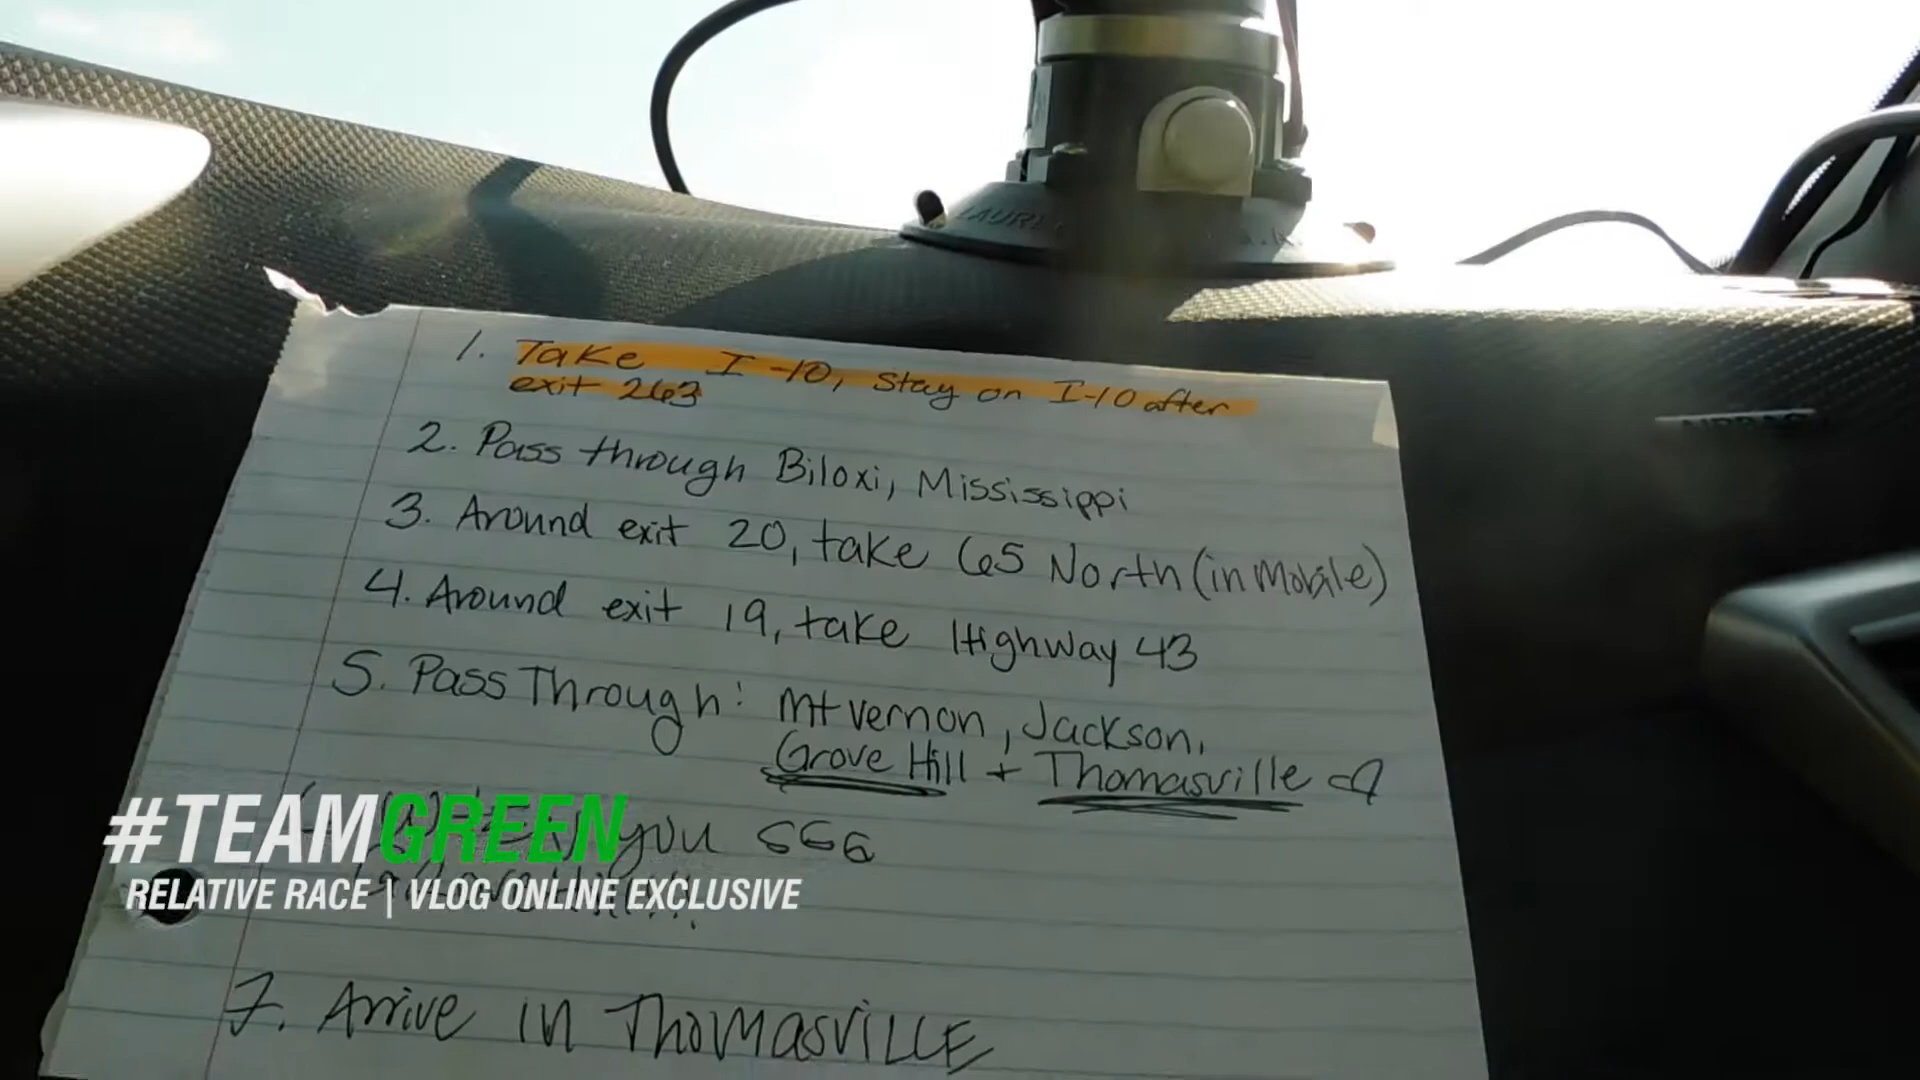 1. Take I-10, stay on I-10 after
exit 263
2. Pass through Biloxi, Mississippi
3. Around exit 20, take 65 North (in Mobile)
4. Around exit 19, take Highway 43
5. Pass Through: Mt Vernon, Jackson,
Grove Hill + Thomasville
you see
#TEAMGREEN
RELATIVE RACE | VLOG ONLINE EXCLUSIVE
7. Arrive in Thomasville